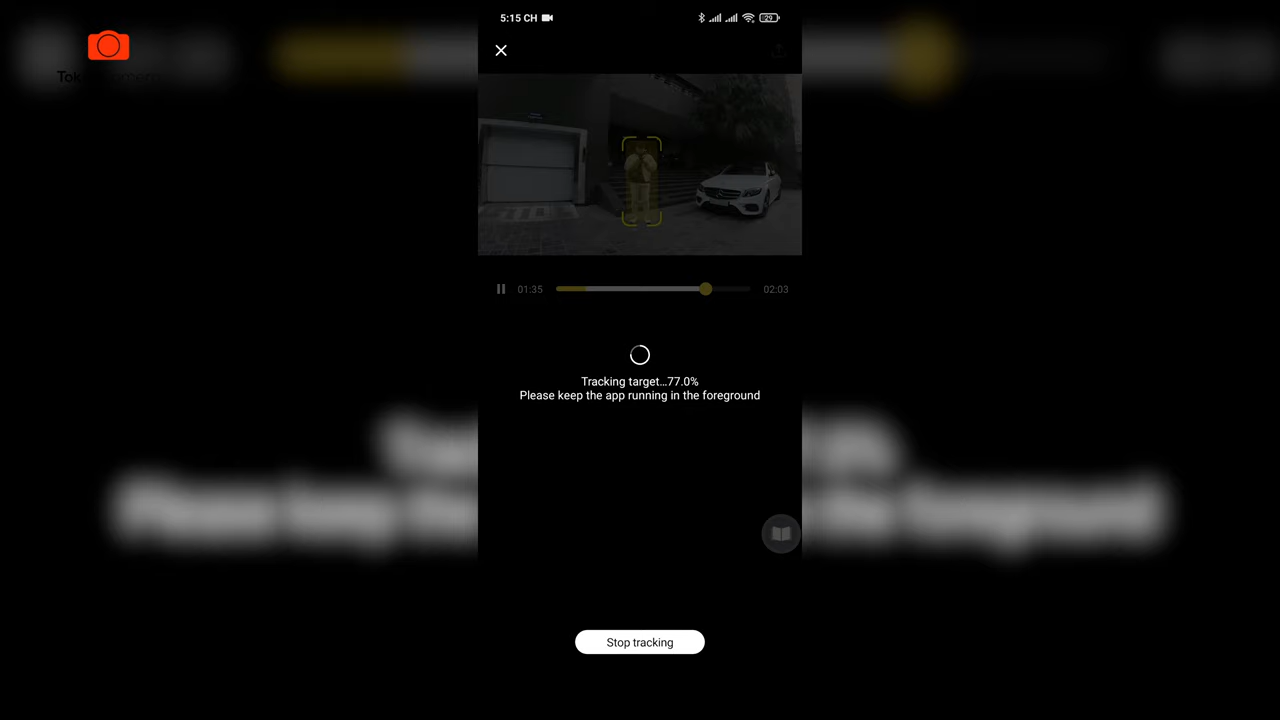 5:15 CH
29
01:35
02:03
Tracking target...77.0%
Please keep the app running in the foreground
Stop tracking